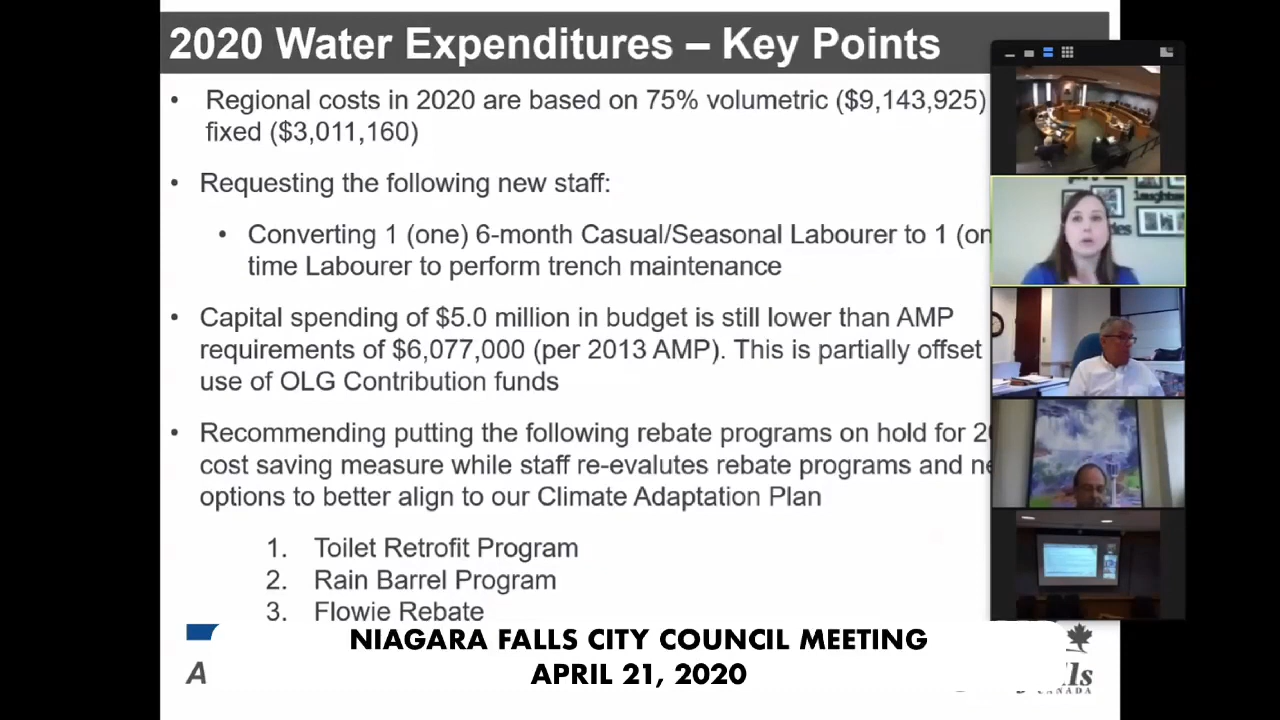 2020 Water Expenditures – Key Points
• Regional costs in 2020 are based on 75% volumetric ($9,143,925)
fixed ($3,011,160)
• Requesting the following new staff:
• Converting 1 (one) 6-month Casual/Seasonal Labourer to 1 (on
time Labourer to perform trench maintenance
• Capital spending of $5.0 million in budget is still lower than AMP
requirements of $6,077,000 (per 2013 AMP). This is partially offset
use of OLG Contribution funds
• Recommending putting the following rebate programs on hold for 2
cost saving measure while staff re-evalutes rebate programs and ne
options to better align to our Climate Adaptation Plan
1. Toilet Retrofit Program
2. Rain Barrel Program
3. Flowie Rebate
NIAGARA FALLS CITY COUNCIL MEETING
APRIL 21, 2020
A
lls
CANADA